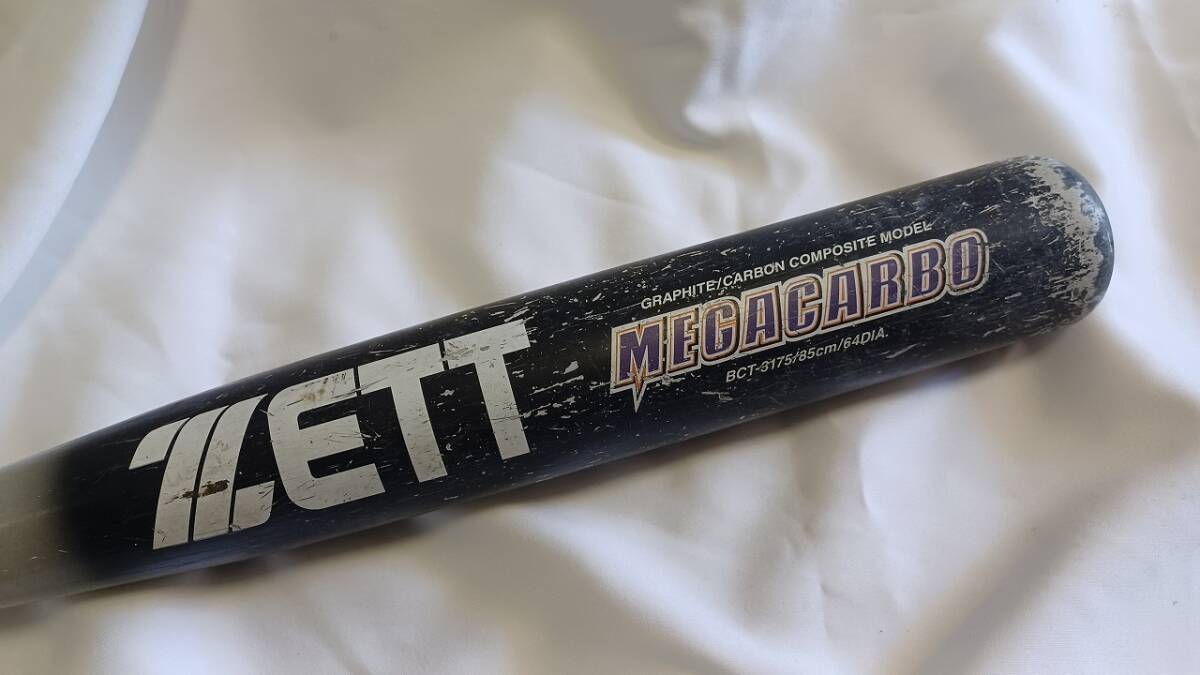 ZETT
GRAPHITE/CARBON COMPOSITE MODEL
MEGACARBO
BCT-3175/85cm/64DIA.